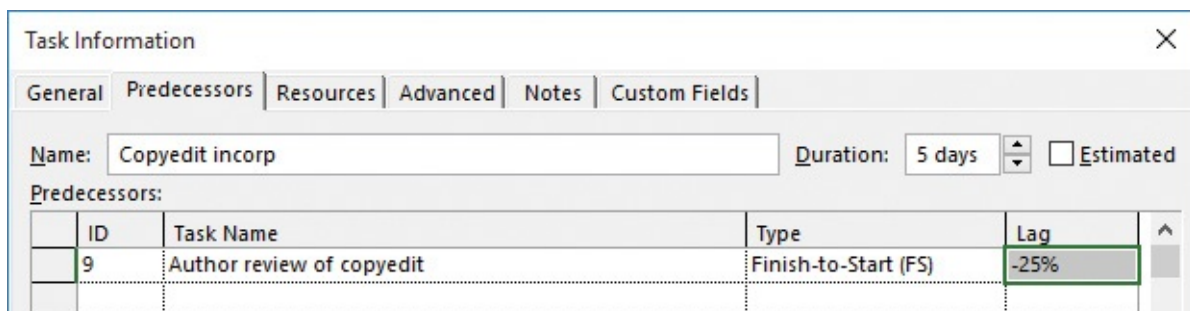 Task Information
General Predecessors Resources Advanced Notes Custom Fields
Name: Copyedit incorp Duration: 5 days Estimated
Predecessors:
ID Task Name Type Lag
9 Author review of copyedit Finish-to-Start (FS) -25%